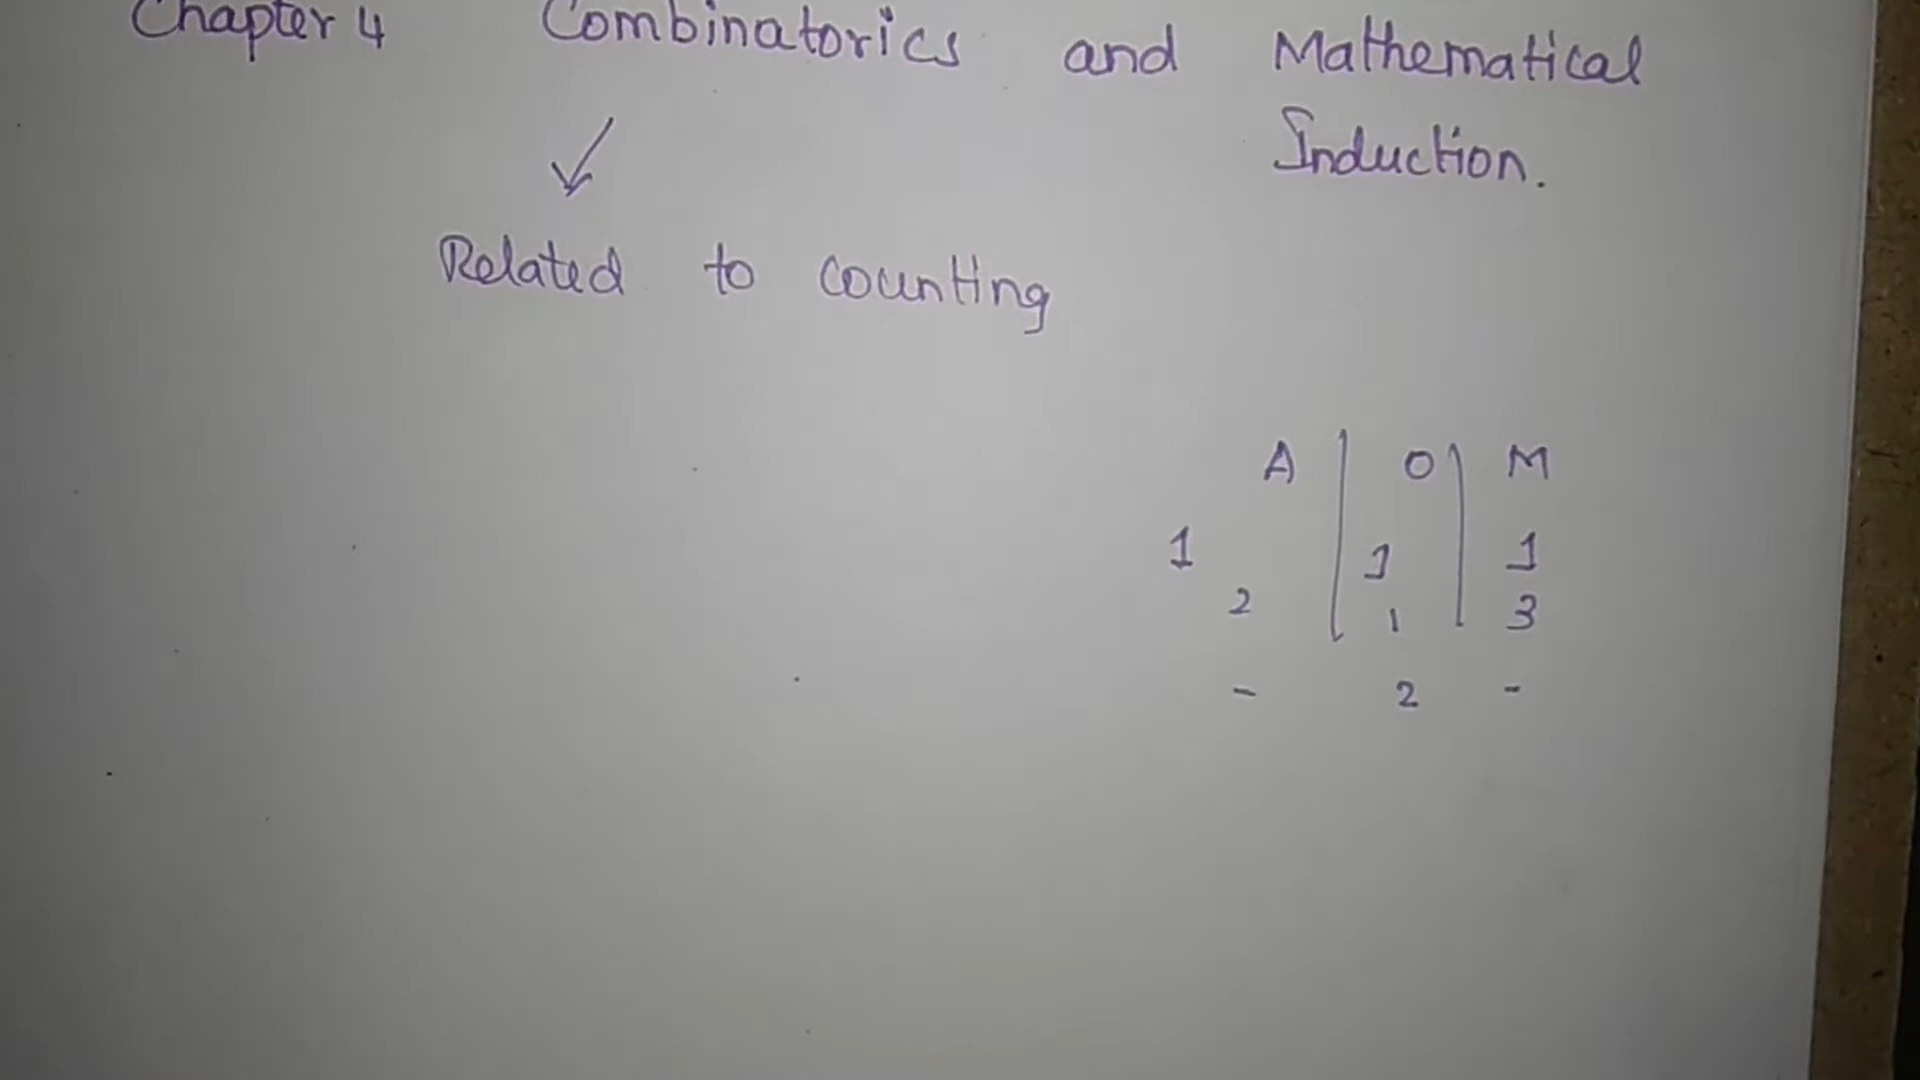 Chapter 4 Combinatorics and Mathematical
Induction.
Related to counting
A | O | M
1 | 1 | 1
2 | 1 | 3
- 2 -